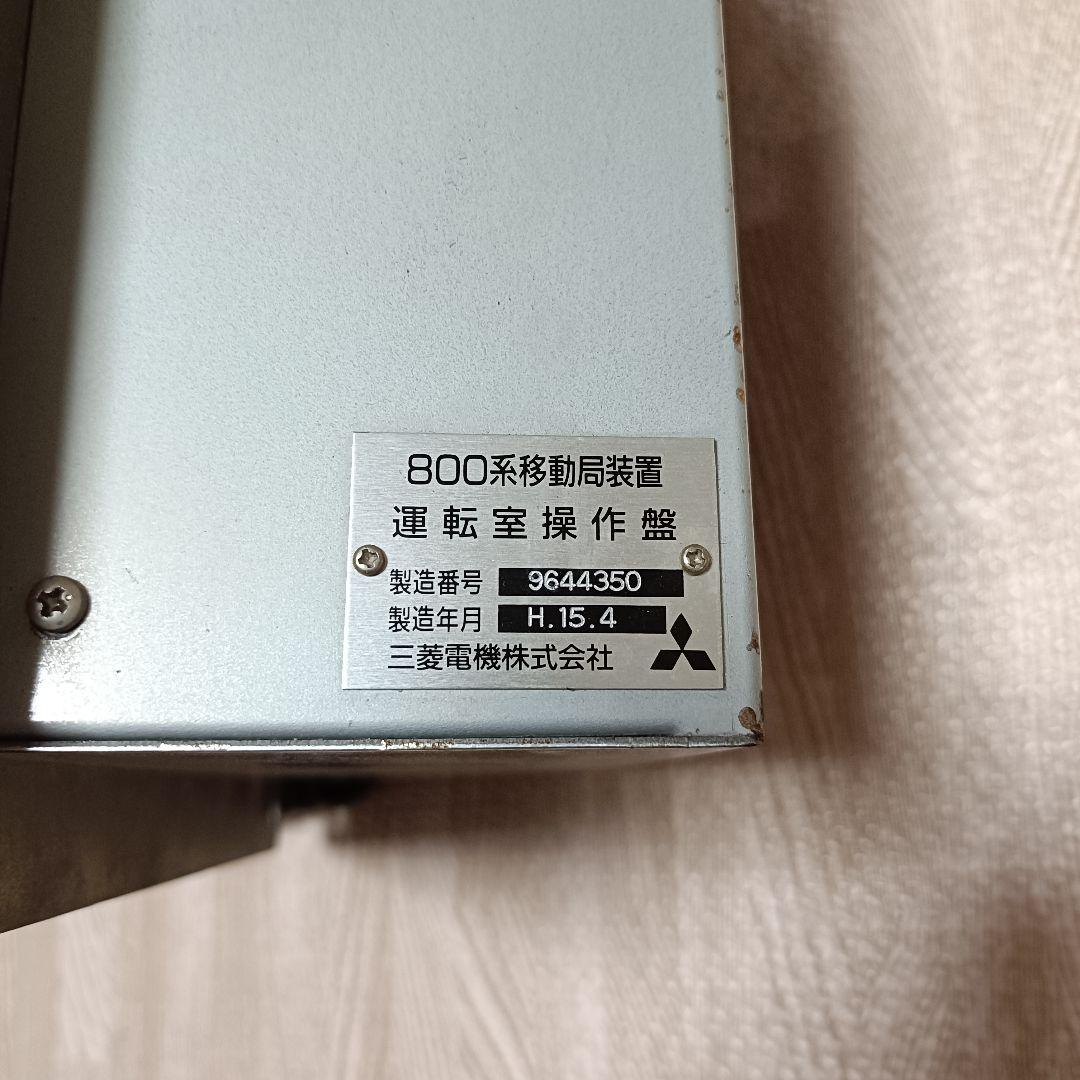 800系移動局装置
運転室操作盤
製造番号 9644350
製造年月 H.15.4
三菱電機株式会社